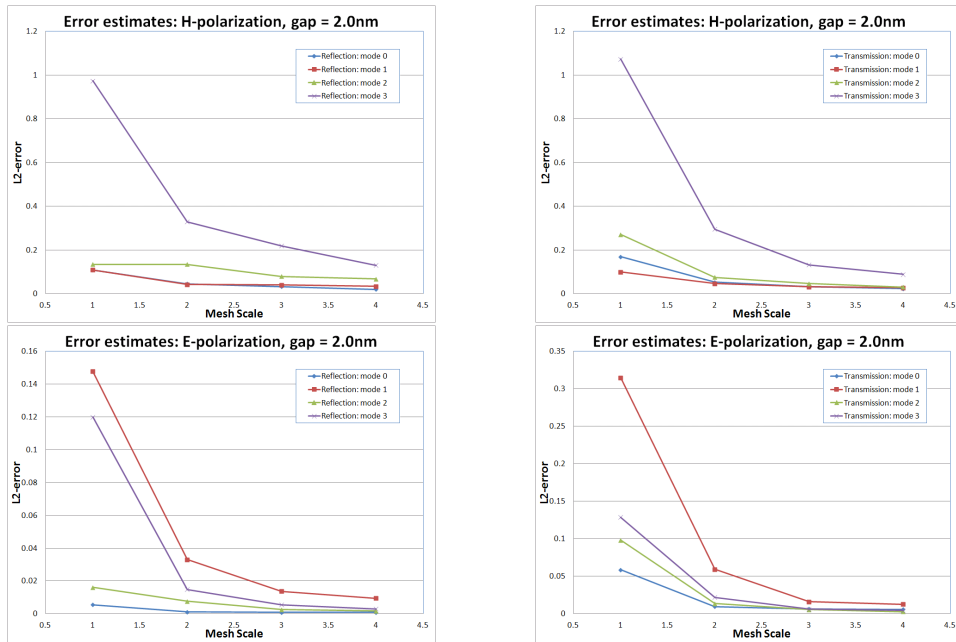 Error estimates: H-polarization, gap = 2.0nm
1.2
1
0.8
0.6
0.4
0.2
0
L2-error
Reflection: mode 0
Reflection: mode 1
Reflection: mode 2
Reflection: mode 3
0.5 1 1.5 2 2.5 3 3.5 4 4.5
Mesh Scale
Error estimates: H-polarization, gap = 2.0nm
1.2
1
0.8
0.6
0.4
0.2
0
L2-error
Transmission: mode 0
Transmission: mode 1
Transmission: mode 2
Transmission: mode 3
0.5 1 1.5 2 2.5 3 3.5 4 4.5
Mesh Scale
Error estimates: E-polarization, gap = 2.0nm
0.16
0.14
0.12
0.1
0.08
0.06
0.04
0.02
0
L2-error
Reflection: mode 0
Reflection: mode 1
Reflection: mode 2
Reflection: mode 3
0.5 1 1.5 2 2.5 3 3.5 4 4.5
Mesh Scale
Error estimates: E-polarization, gap = 2.0nm
0.35
0.3
0.25
0.2
0.15
0.1
0.05
0
L2-error
Transmission: mode 0
Transmission: mode 1
Transmission: mode 2
Transmission: mode 3
0.5 1 1.5 2 2.5 3 3.5 4 4.5
Mesh Scale